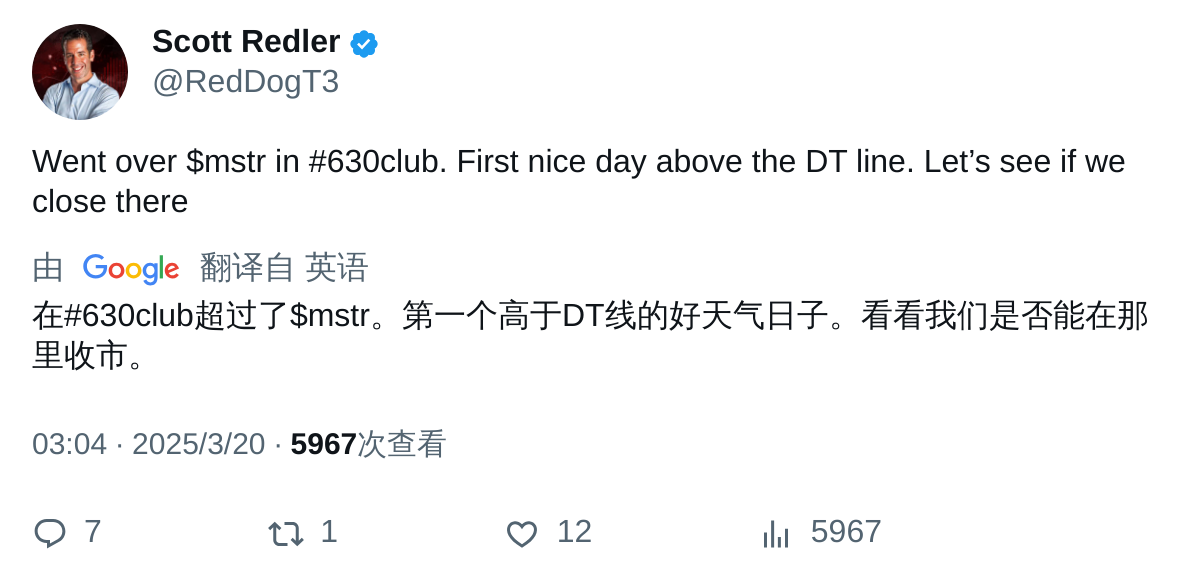 Scott Redler
@RedDogT3
Went over $mstr in #630club. First nice day above the DT line. Let’s see if we
close there
由 Google 翻译自 英语
在#630club超过了$mstr。第一个高于DT线的好天气日子。看看我们是否能在那
里收市。
03:04 · 2025/3/20 · 5967次查看
7 1 12 5967